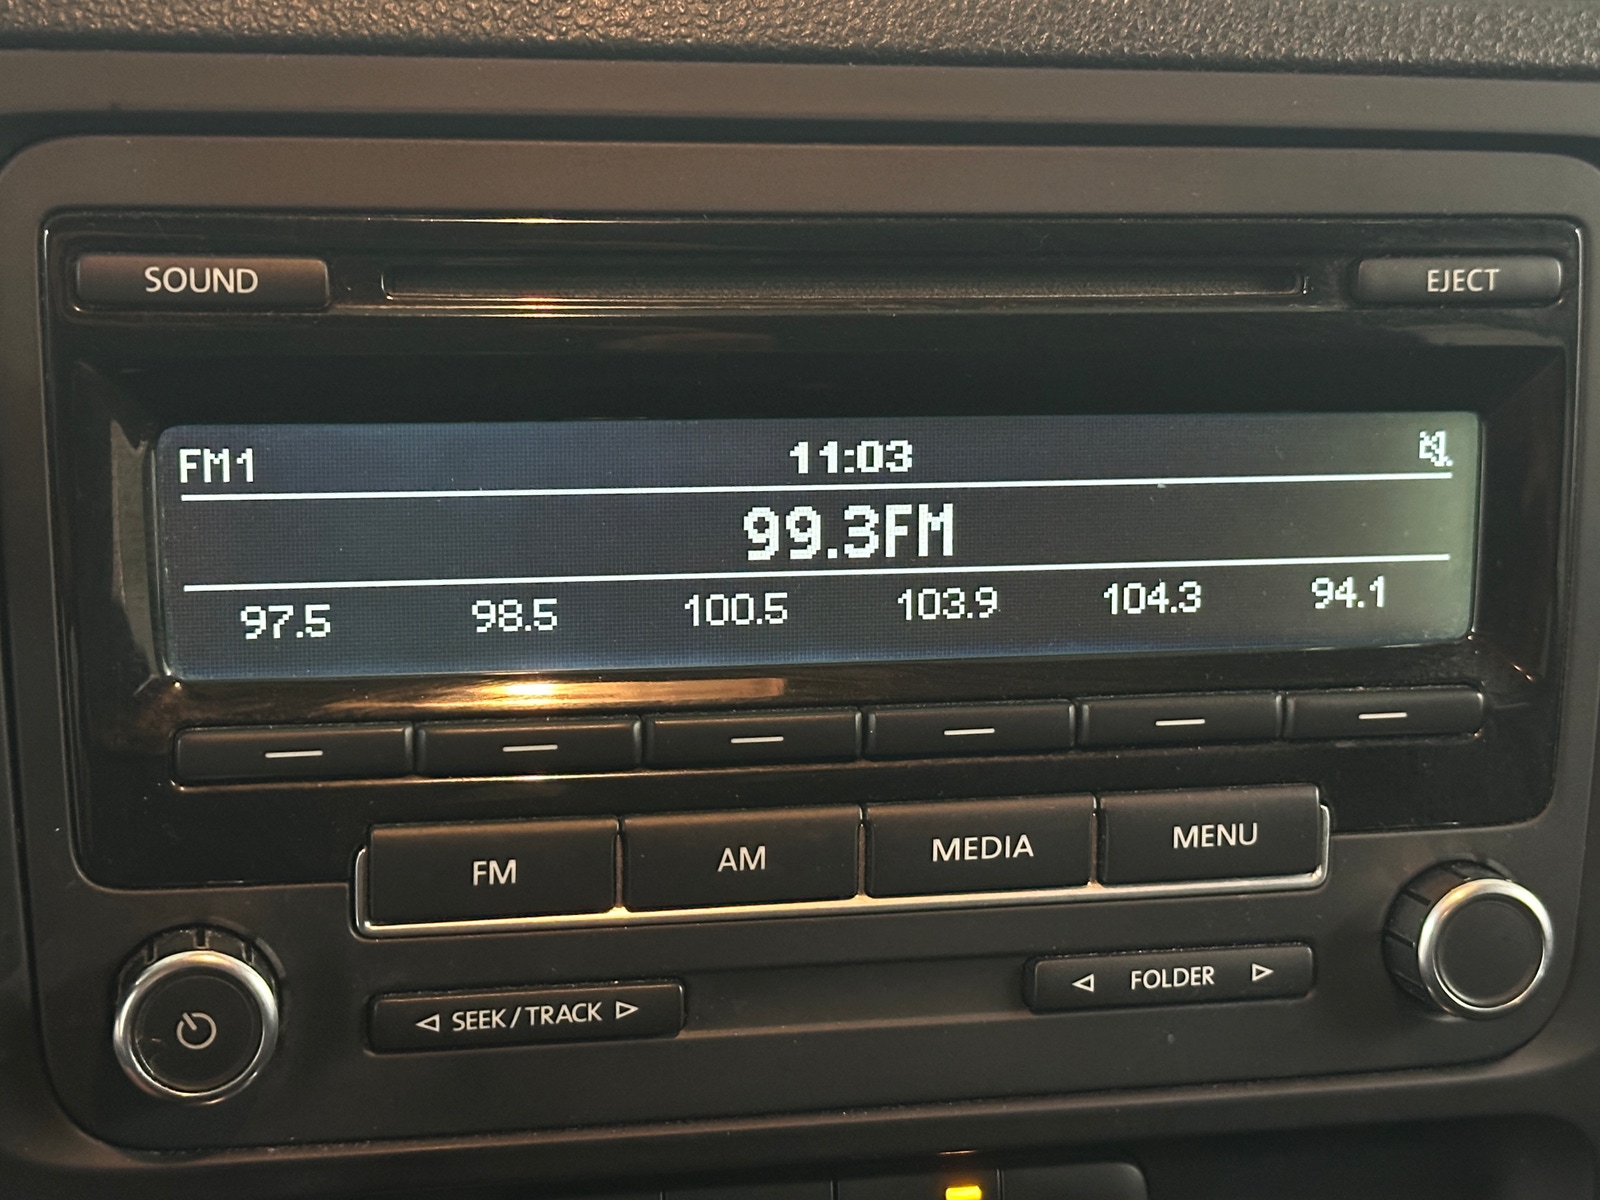 SOUND EJECT
FM1 11:03
99.3FM
97.5 98.5 100.5 103.9 104.3 94.1
FM AM MEDIA MENU
SEEK/TRACK FOLDER